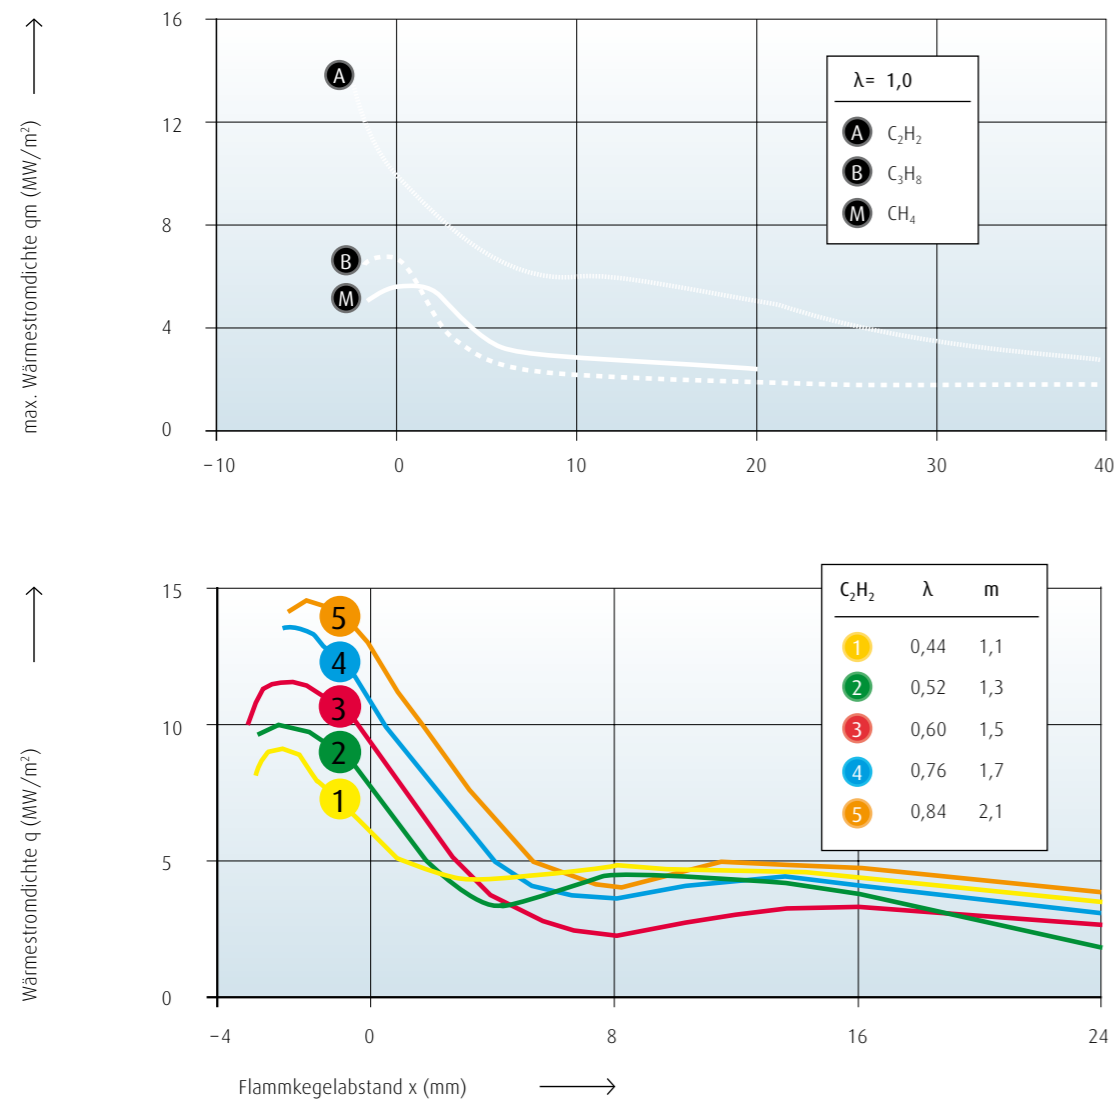 max. Wärmestromdichte qm (MW/m²)
16
12
8
4
0
−10
0
10
20
30
40
A
B
M
λ= 1,0
A C₂H₂
B C₃H₈
M CH₄
Wärmestromdichte q (MW/m²)
15
10
5
0
−4
0
8
16
24
5
4
3
2
1
C₂H₂ λ m
1 0,44 1,1
2 0,52 1,3
3 0,60 1,5
4 0,76 1,7
5 0,84 2,1
Flammkegelabstand x (mm)